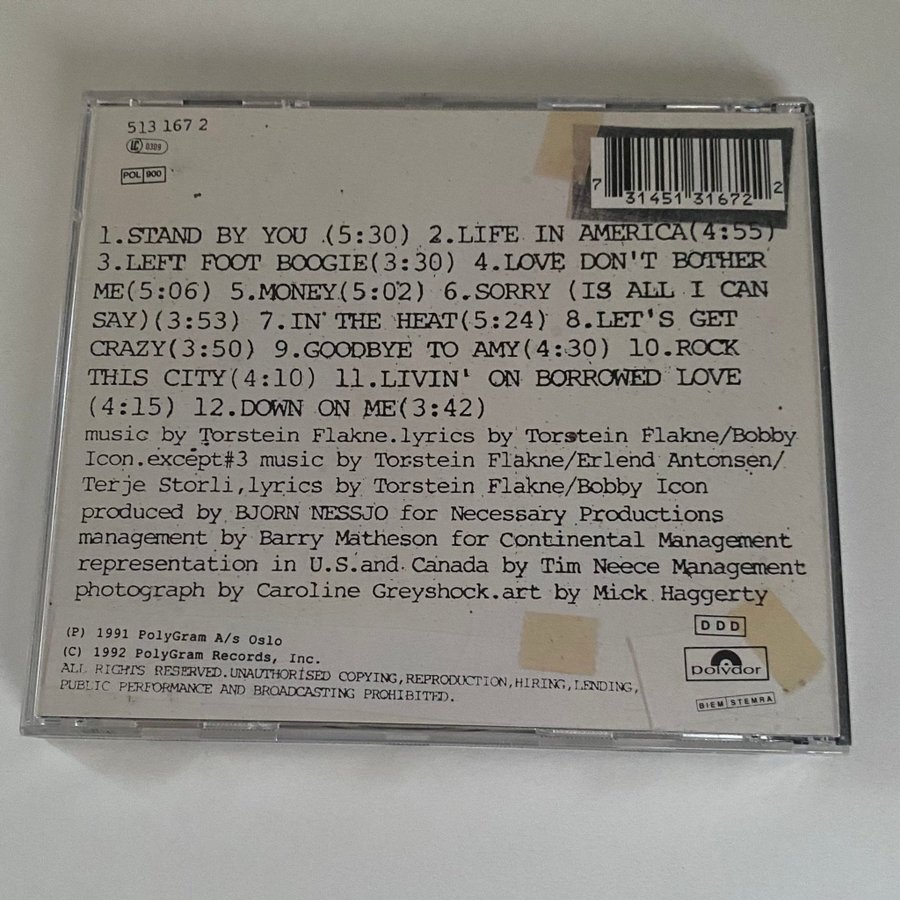 513 167 2
LC 0309
POL 900
7 31451 31672 2
1.STAND BY YOU .(5:30) 2.LIFE IN AMERICA(4:55)
3.LEFT FOOT BOOGIE(3:30) 4.LOVE DON'T BOTHER
ME(5:06) 5.MONEY.(5:02) 6.SORRY (IS ALL I CAN
SAY)(3:53) 7.IN THE HEAT(5:24) 8.LET'S GET
CRAZY(3:50) 9.GOODBYE TO AMY(4:30) 10.ROCK
THIS CITY(4:10) 11.LIVIN' ON BORROWED LOVE
(4:15) 12.DOWN ON ME(3:42)
music by Torstein Flakne.lyrics by Torstein Flakne/Bobby
Icon.except#3 music by Torstein Flakne/Erlend Antonsen/
Terje Storli,lyrics by Torstein Flakne/Bobby Icon
produced by BJORN NESSJO for Necessary Productions
management by Barry Matheson for Continental Management
representation in U.S.and Canada by Tim Neece Management
photograph by Caroline Greyshock.art by Mick Haggerty
(P) 1991 PolyGram A/s Oslo
(C) 1992 PolyGram Records, Inc.
ALL RIGHTS RESERVED.UNAUTHORISED COPYING,REPRODUCTION,HIRING,LENDING,
PUBLIC PERFORMANCE AND BROADCASTING PROHIBITED.
DDD
polydor
BIEM STEMRA